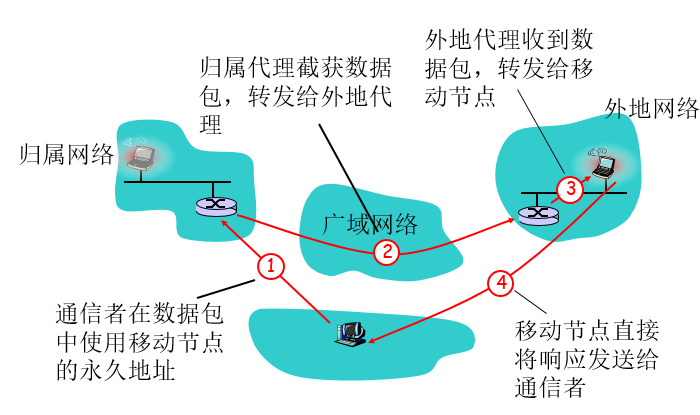 外地代理收到数
据包，转发给移
动节点
归属代理截获数据
包，转发给外地代
理
外地网络
归属网络
3
广域网络
2
1
4
通信者在数据包
中使用移动节点
的永久地址
移动节点直接
将响应发送给
通信者